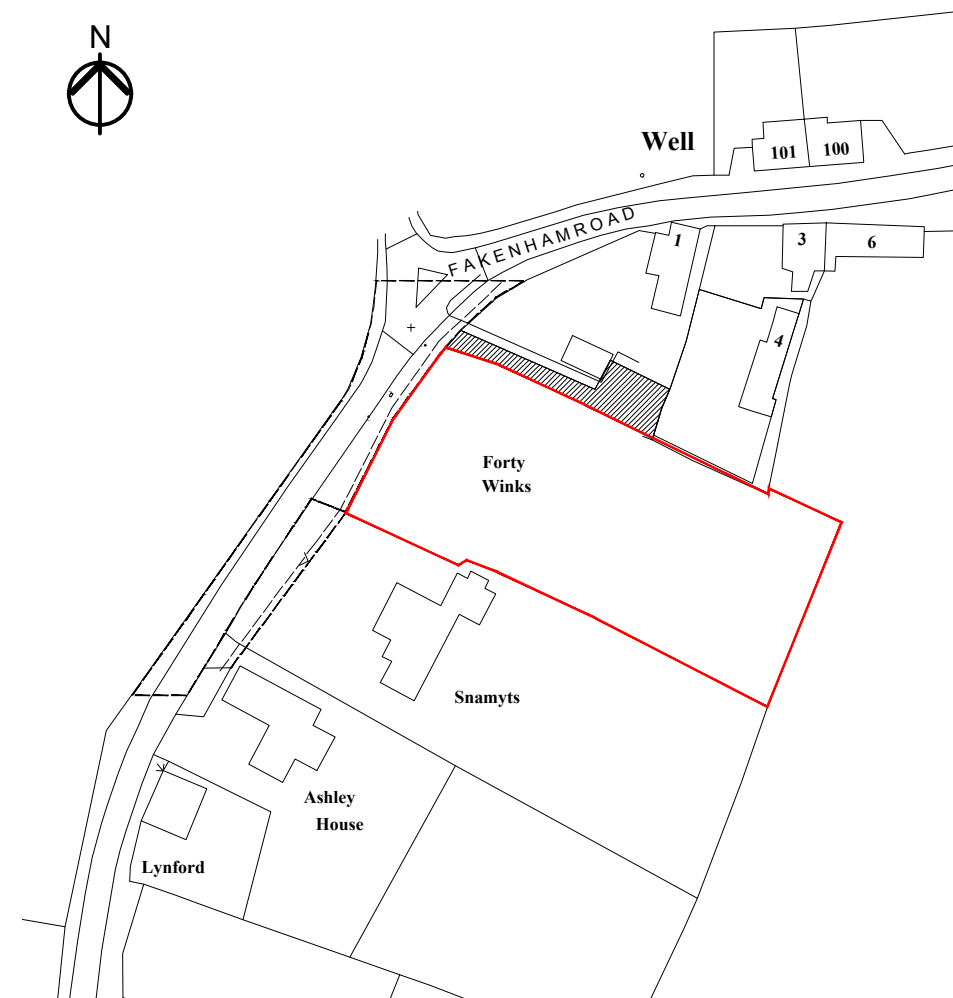 N
Well
101
100
FAKENHAMROAD
1
3
6
4
Forty
Winks
Snamyts
Ashley
House
Lynford